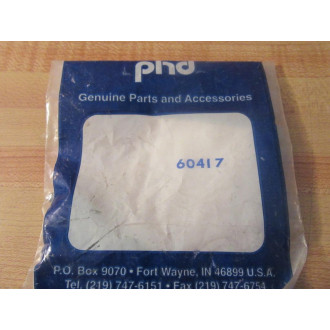 phd
Genuine Parts and Accessories
60417
P.O. Box 9070 • Fort Wayne, IN 46899 U.S.A.
Tel. (219) 747-6151 • Fax (219) 747-6754